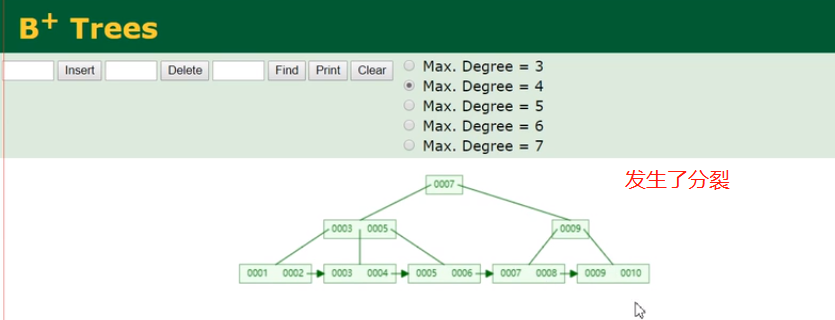 B+ Trees
Insert Delete Find Print Clear
Max. Degree = 3
Max. Degree = 4
Max. Degree = 5
Max. Degree = 6
Max. Degree = 7
发生了分裂
0007
0003 0005 0009
0001 0002 0003 0004 0005 0006 0007 0008 0009 0010